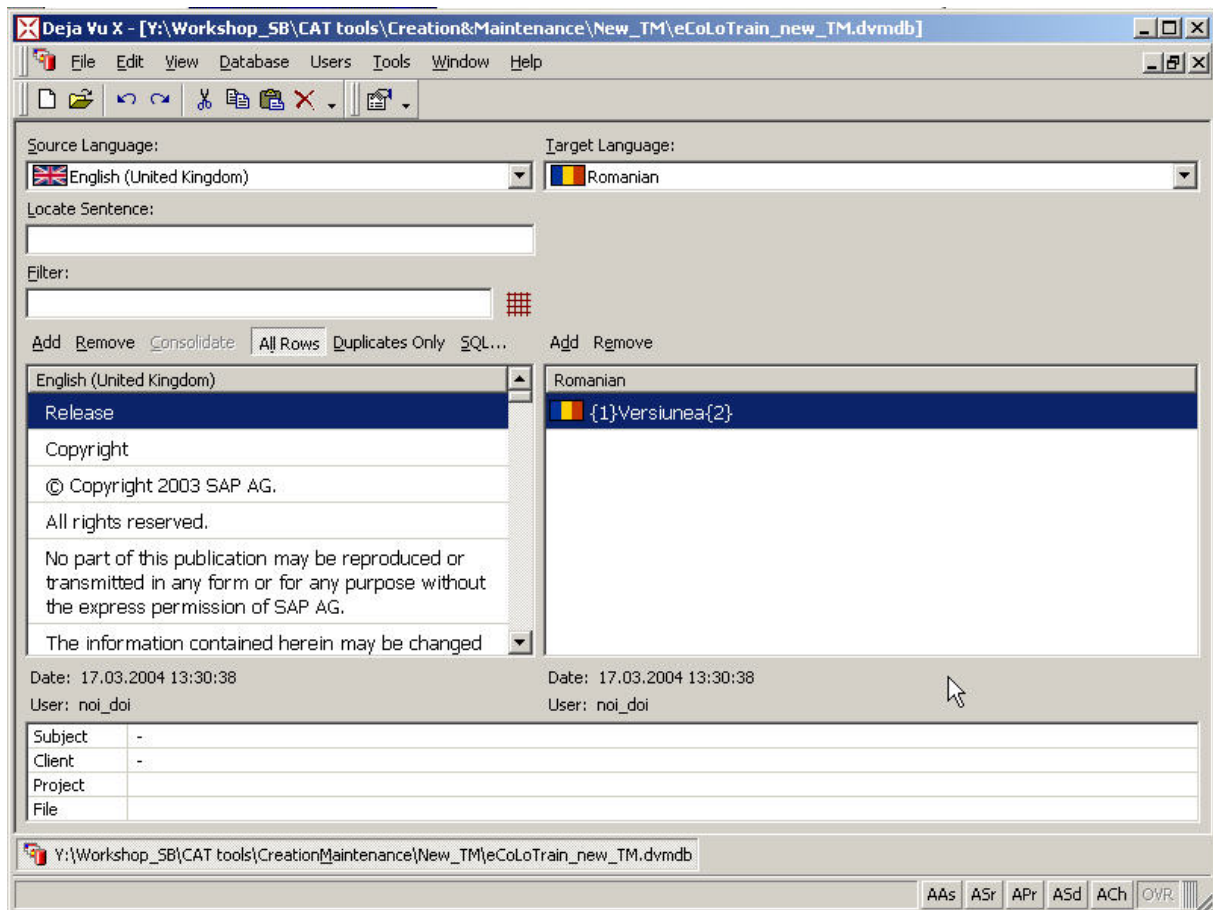 Deja Vu X - [Y:\Workshop_SB\CAT tools\Creation&Maintenance\New_TM\eCoLoTrain_new_TM.dvmdb]
File Edit View Database Users Tools Window Help
Source Language: Target Language:
English (United Kingdom) Romanian
Locate Sentence:
Filter:
Add Remove Consolidate All Rows Duplicates Only SQL... Add Remove
English (United Kingdom) Romanian
Release {1}Versiunea{2}
Copyright
© Copyright 2003 SAP AG.
All rights reserved.
No part of this publication may be reproduced or
transmitted in any form or for any purpose without
the express permission of SAP AG.
The information contained herein may be changed
Date: 17.03.2004 13:30:38 Date: 17.03.2004 13:30:38
User: noi_doi User: noi_doi
Subject -
Client -
Project
File
Y:\Workshop_SB\CAT tools\CreationMaintenance\New_TM\eCoLoTrain_new_TM.dvmdb
AAs ASr APr ASd ACh OVR